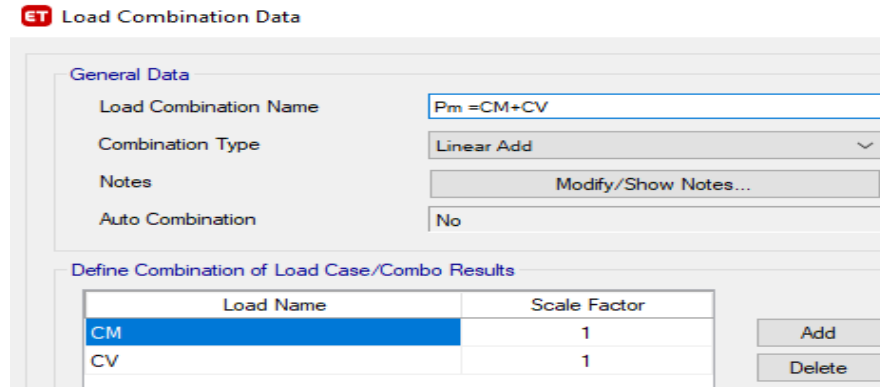 ET Load Combination Data
General Data
Load Combination Name Pm =CM+CV
Combination Type Linear Add
Notes Modify/Show Notes...
Auto Combination No
Define Combination of Load Case/Combo Results
Load Name Scale Factor
CM 1 Add
CV 1 Delete